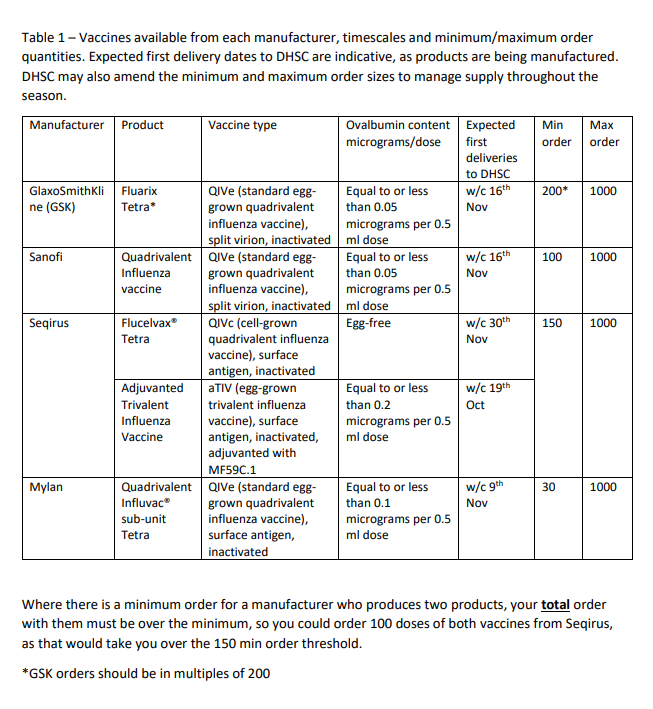 Table 1 – Vaccines available from each manufacturer, timescales and minimum/maximum order
quantities. Expected first delivery dates to DHSC are indicative, as products are being manufactured.
DHSC may also amend the minimum and maximum order sizes to manage supply throughout the
season.
Manufacturer
Product
Vaccine type
Ovalbumin content
micrograms/dose
Expected
first
deliveries
to DHSC
Min
order
Max
order
GlaxoSmithKli
ne (GSK)
Fluarix
Tetra*
QIVe (standard egg-
grown quadrivalent
influenza vaccine),
split virion, inactivated
Equal to or less
than 0.05
micrograms per 0.5
ml dose
w/c 16th
Nov
200*
1000
Sanofi
Quadrivalent
Influenza
vaccine
QIVe (standard egg-
grown quadrivalent
influenza vaccine),
split virion, inactivated
Equal to or less
than 0.05
micrograms per 0.5
ml dose
w/c 16th
Nov
100
1000
Seqirus
Flucelvax®
Tetra
QIVc (cell-grown
quadrivalent influenza
vaccine), surface
antigen, inactivated
Egg-free
w/c 30th
Nov
150
1000
Adjuvanted
Trivalent
Influenza
Vaccine
aTIV (egg-grown
trivalent influenza
vaccine), surface
antigen, inactivated,
adjuvanted with
MF59C.1
Equal to or less
than 0.2
micrograms per 0.5
ml dose
w/c 19th
Oct
Mylan
Quadrivalent
Influvac®
sub-unit
Tetra
QIVe (standard egg-
grown quadrivalent
influenza vaccine),
surface antigen,
inactivated
Equal to or less
than 0.1
micrograms per 0.5
ml dose
w/c 9th
Nov
30
1000
Where there is a minimum order for a manufacturer who produces two products, your total order
with them must be over the minimum, so you could order 100 doses of both vaccines from Seqirus,
as that would take you over the 150 min order threshold.
*GSK orders should be in multiples of 200